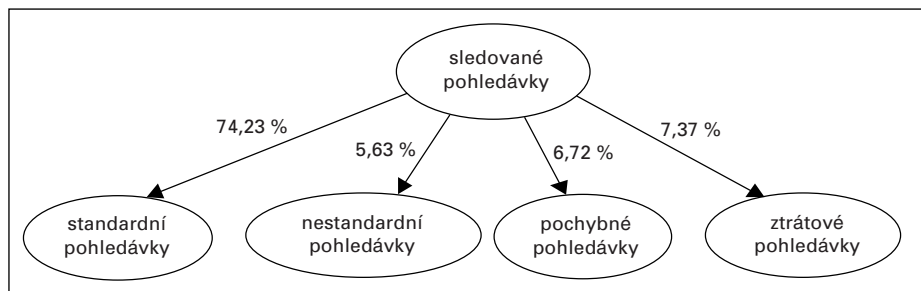 sledované
pohledávky
74,23 %
5,63 %
6,72 %
7,37 %
standardní
pohledávky
nestandardní
pohledávky
pochybné
pohledávky
ztrátové
pohledávky